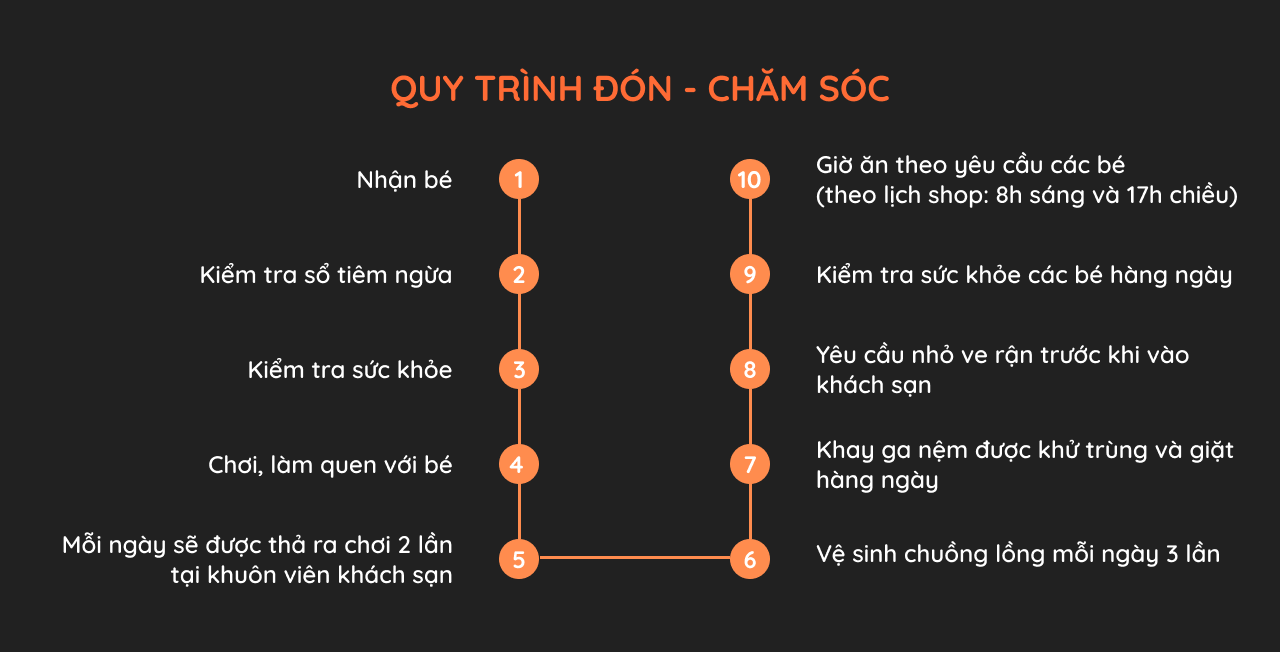 QUY TRÌNH ĐÓN - CHĂM SÓC
1
Nhận bé
2
Kiểm tra sổ tiêm ngừa
3
Kiểm tra sức khỏe
4
Chơi, làm quen với bé
5
Mỗi ngày sẽ được thả ra chơi 2 lần
tại khuôn viên khách sạn
6
Vệ sinh chuồng lồng mỗi ngày 3 lần
7
Khay ga nệm được khử trùng và giặt
hàng ngày
8
Yêu cầu nhỏ ve rận trước khi vào
khách sạn
9
Kiểm tra sức khỏe các bé hàng ngày
10
Giờ ăn theo yêu cầu các bé
(theo lịch shop: 8h sáng và 17h chiều)